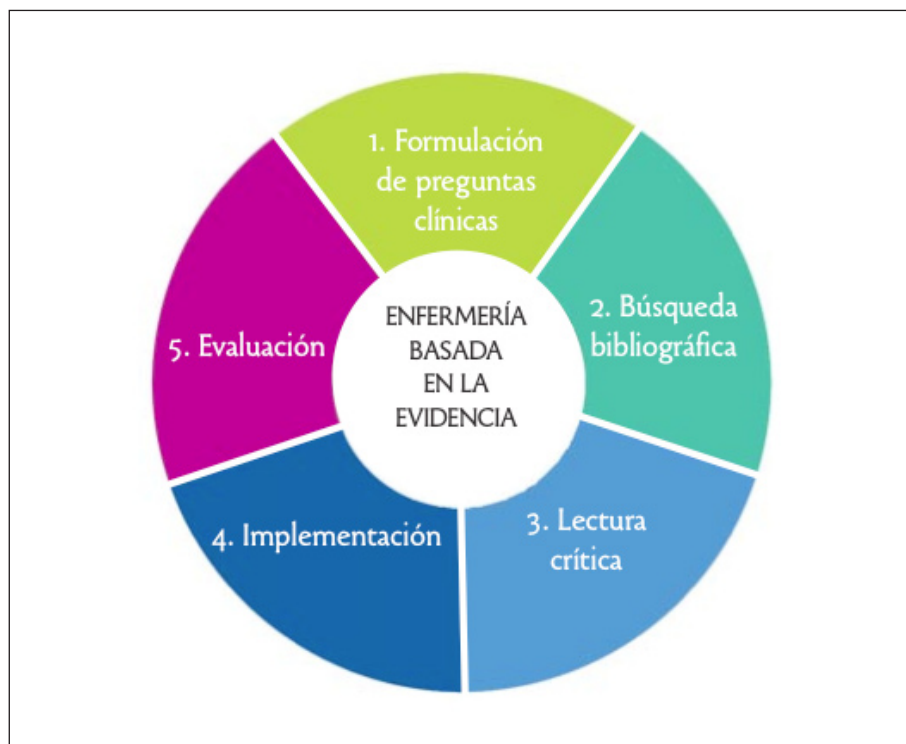 1. Formulación
de preguntas
clínicas
2. Búsqueda
bibliográfica
3. Lectura
crítica
4. Implementación
5. Evaluación
ENFERMERÍA
BASADA
EN LA
EVIDENCIA